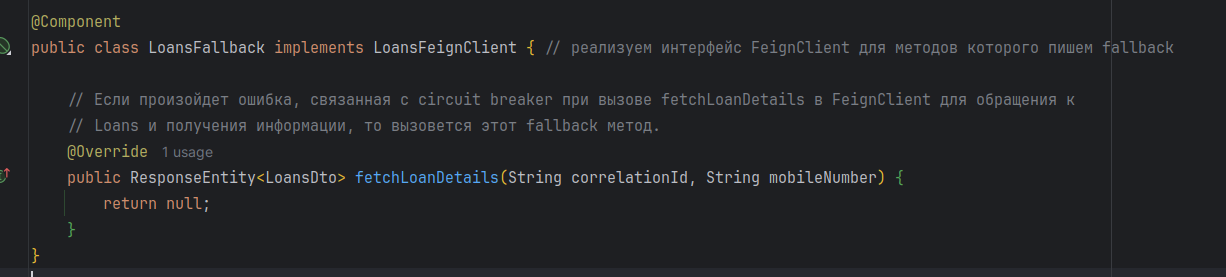 @Component
public class LoansFallback implements LoansFeignClient { // реализуем интерфейс FeignClient для методов которого пишем fallback
// Если произойдет ошибка, связанная с circuit breaker при вызове fetchLoanDetails в FeignClient для обращения к
// Loans и получения информации, то вызовется этот fallback метод.
@Override 1 usage
public ResponseEntity<LoansDto> fetchLoanDetails(String correlationId, String mobileNumber) {
return null;
}
}